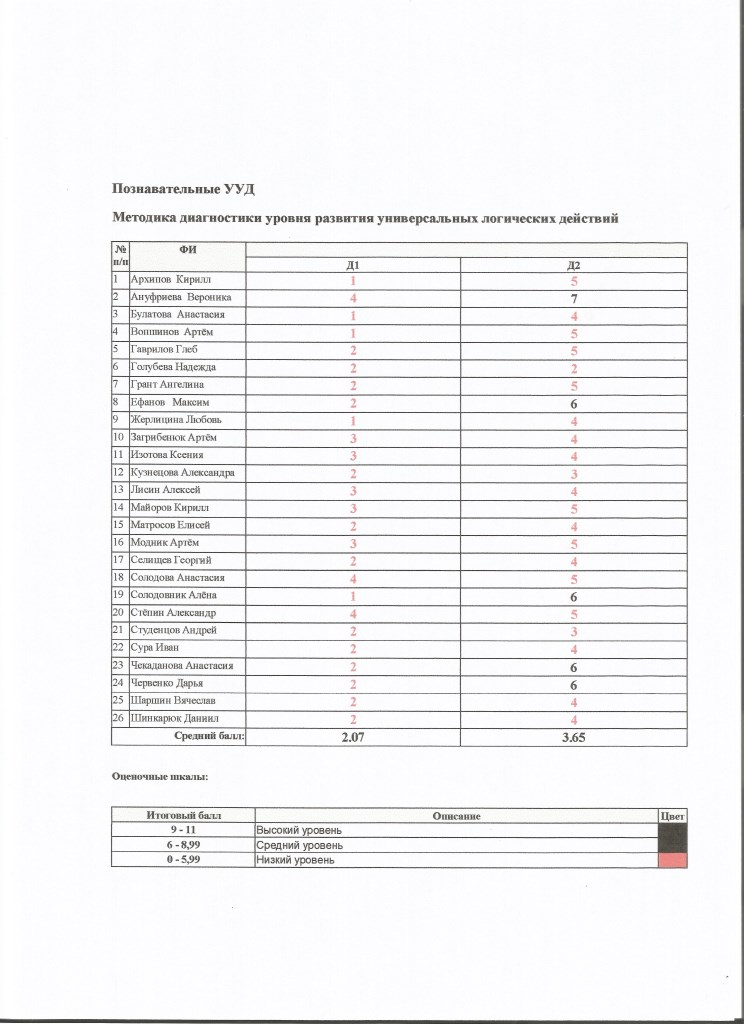 Познавательные УУД
Методика диагностики уровня развития универсальных логических действий
№ п/п ФИ
Д1 Д2
1 Архипов Кирилл 1 5
2 Ануфриева Вероника 4 7
3 Булатова Анастасия 1 4
4 Вошпинов Артём 1 5
5 Гаврилов Глеб 2 5
6 Голубева Надежда 2 2
7 Грант Ангелина 2 5
8 Ефанов Максим 2 6
9 Жерлицина Любовь 1 4
10 Загрибенюк Артём 3 4
11 Изотова Ксения 3 4
12 Кузнецова Александра 2 3
13 Лисин Алексей 3 4
14 Майоров Кирилл 3 5
15 Матросов Елисей 2 4
16 Модник Артём 3 5
17 Селищев Георгий 2 4
18 Солодова Анастасия 4 5
19 Солодовник Алёна 1 6
20 Стёпин Александр 4 5
21 Студенцов Андрей 2 3
22 Сура Иван 2 4
23 Чекаданова Анастасия 2 6
24 Червенко Дарья 2 6
25 Шаршин Вячеслав 2 4
26 Шинкарюк Даниил 2 4
Средний балл: 2.07 3.65
Оценочные шкалы:
Итоговый балл Описание Цвет
9 - 11 Высокий уровень
6 - 8,99 Средний уровень
0 - 5,99 Низкий уровень